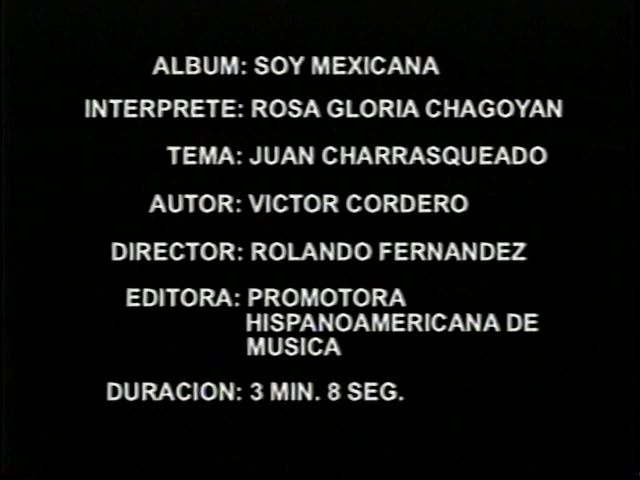 ALBUM: SOY MEXICANA
INTERPRETE: ROSA GLORIA CHAGOYAN
TEMA: JUAN CHARRASQUEADO
AUTOR: VICTOR CORDERO
DIRECTOR: ROLANDO FERNANDEZ
EDITORA: PROMOTORA
HISPANOAMERICANA DE
MUSICA
DURACION: 3 MIN. 8 SEG.